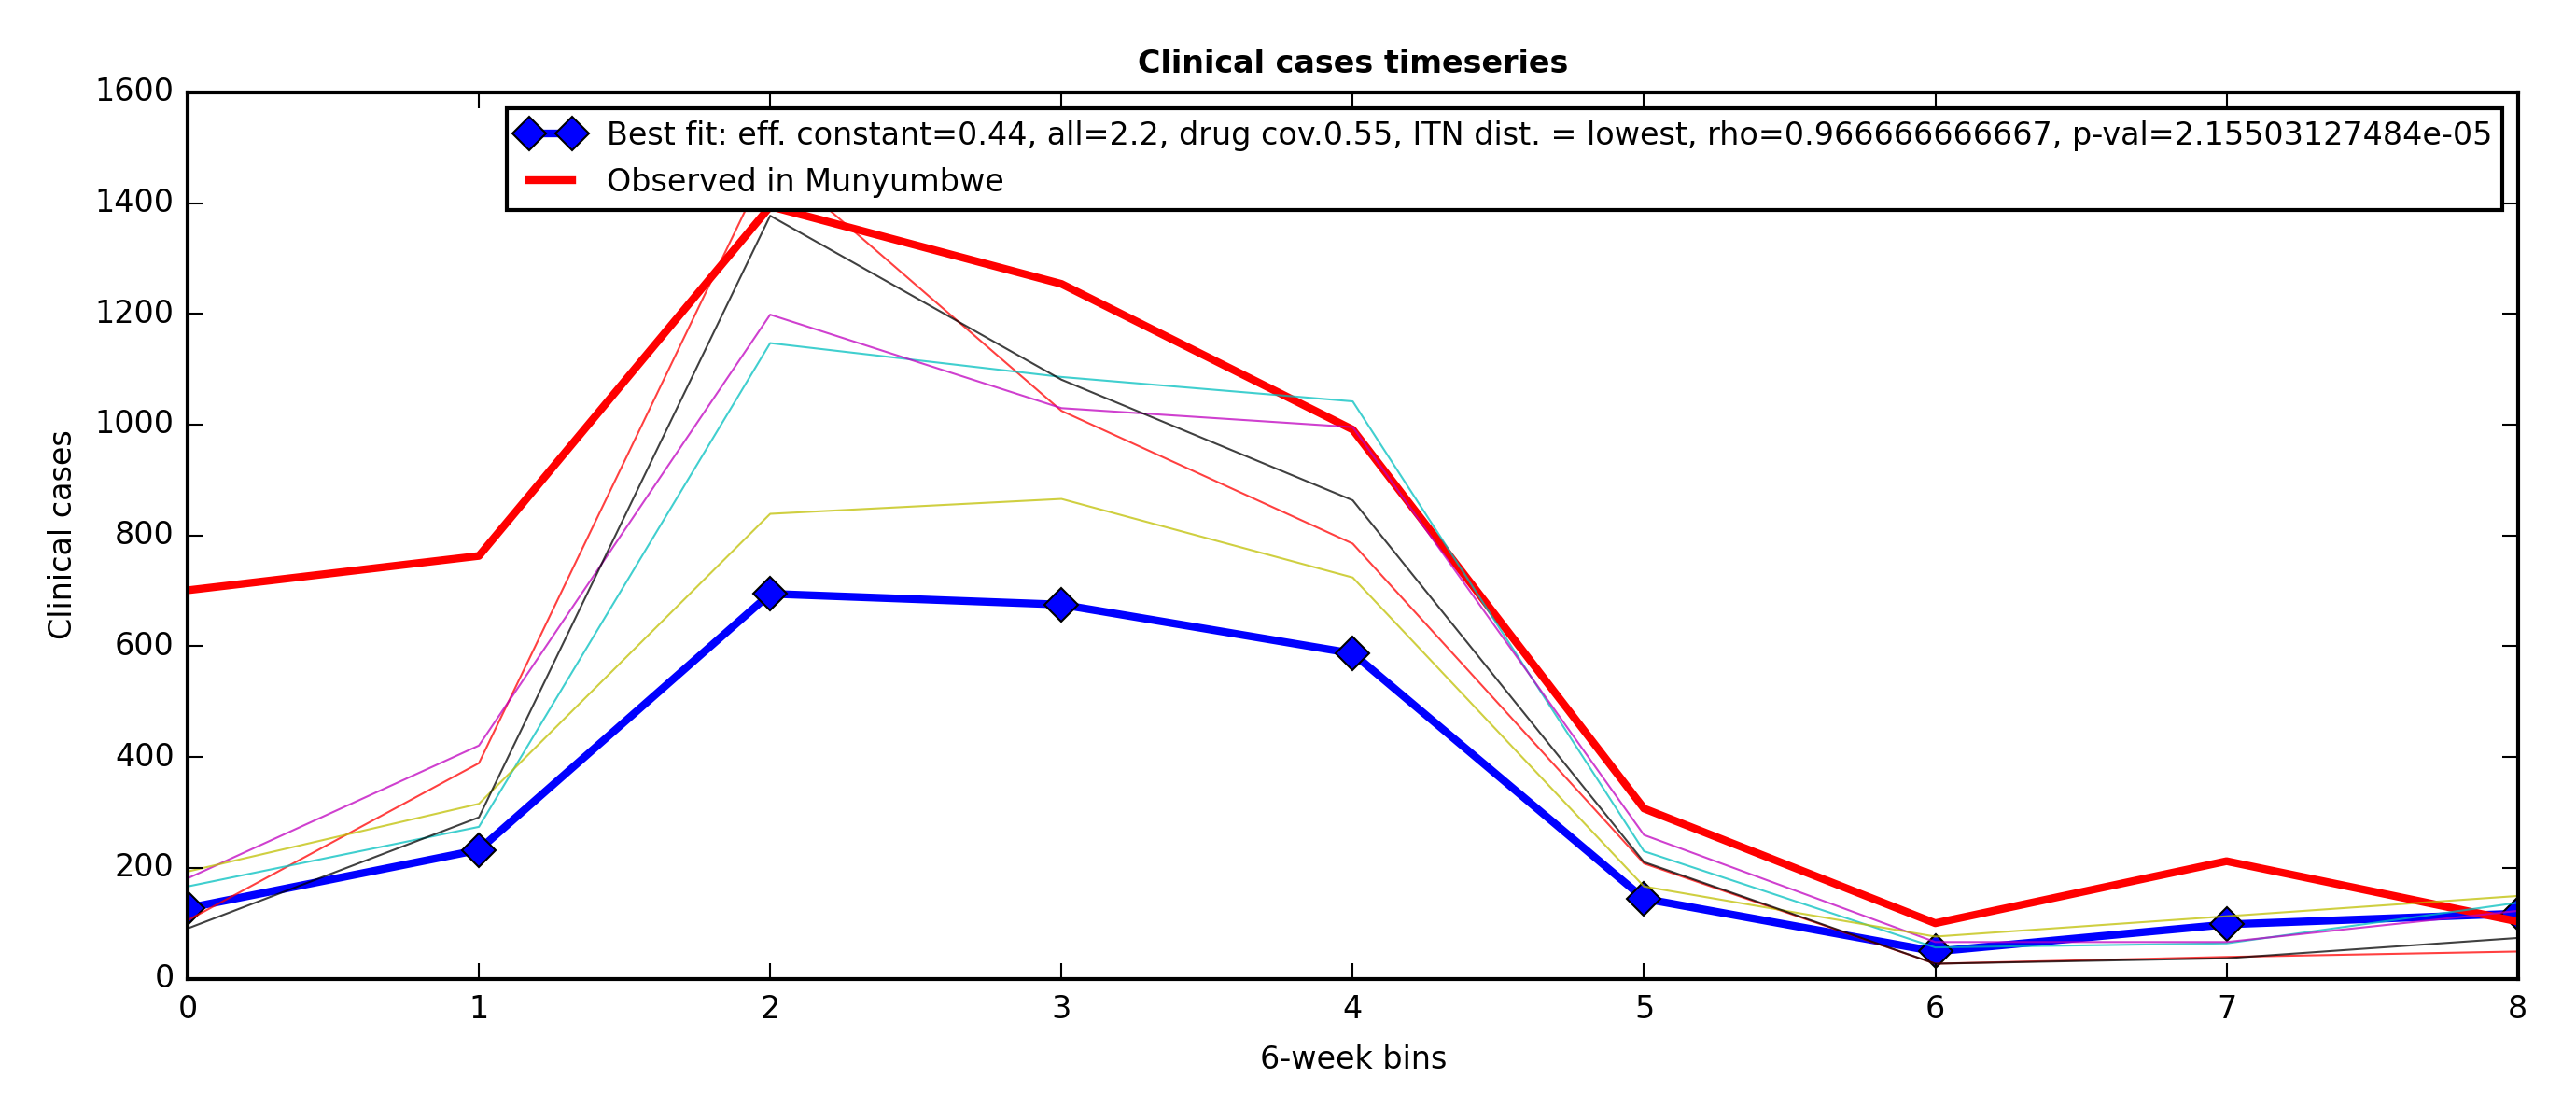 Clinical cases timeseries
1600
1400
1200
1000
800
600
400
200
0
Clinical cases
Best fit: eff. constant=0.44, all=2.2, drug cov.0.55, ITN dist. = lowest, rho=0.966666666667, p-val=2.15503127484e-05
Observed in Munyumbwe
0 1 2 3 4 5 6 7 8
6-week bins